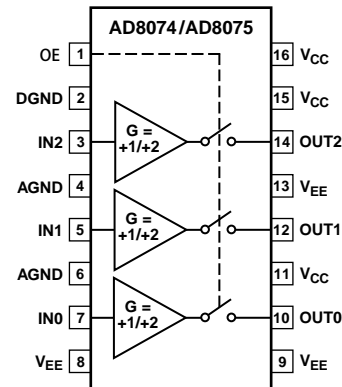 AD8074/AD8075
OE 1
16 VCC
DGND 2
15 VCC
IN2 3
G = +1/+2
14 OUT2
AGND 4
13 VEE
IN1 5
G = +1/+2
12 OUT1
AGND 6
11 VCC
IN0 7
G = +1/+2
10 OUT0
VEE 8
9 VEE